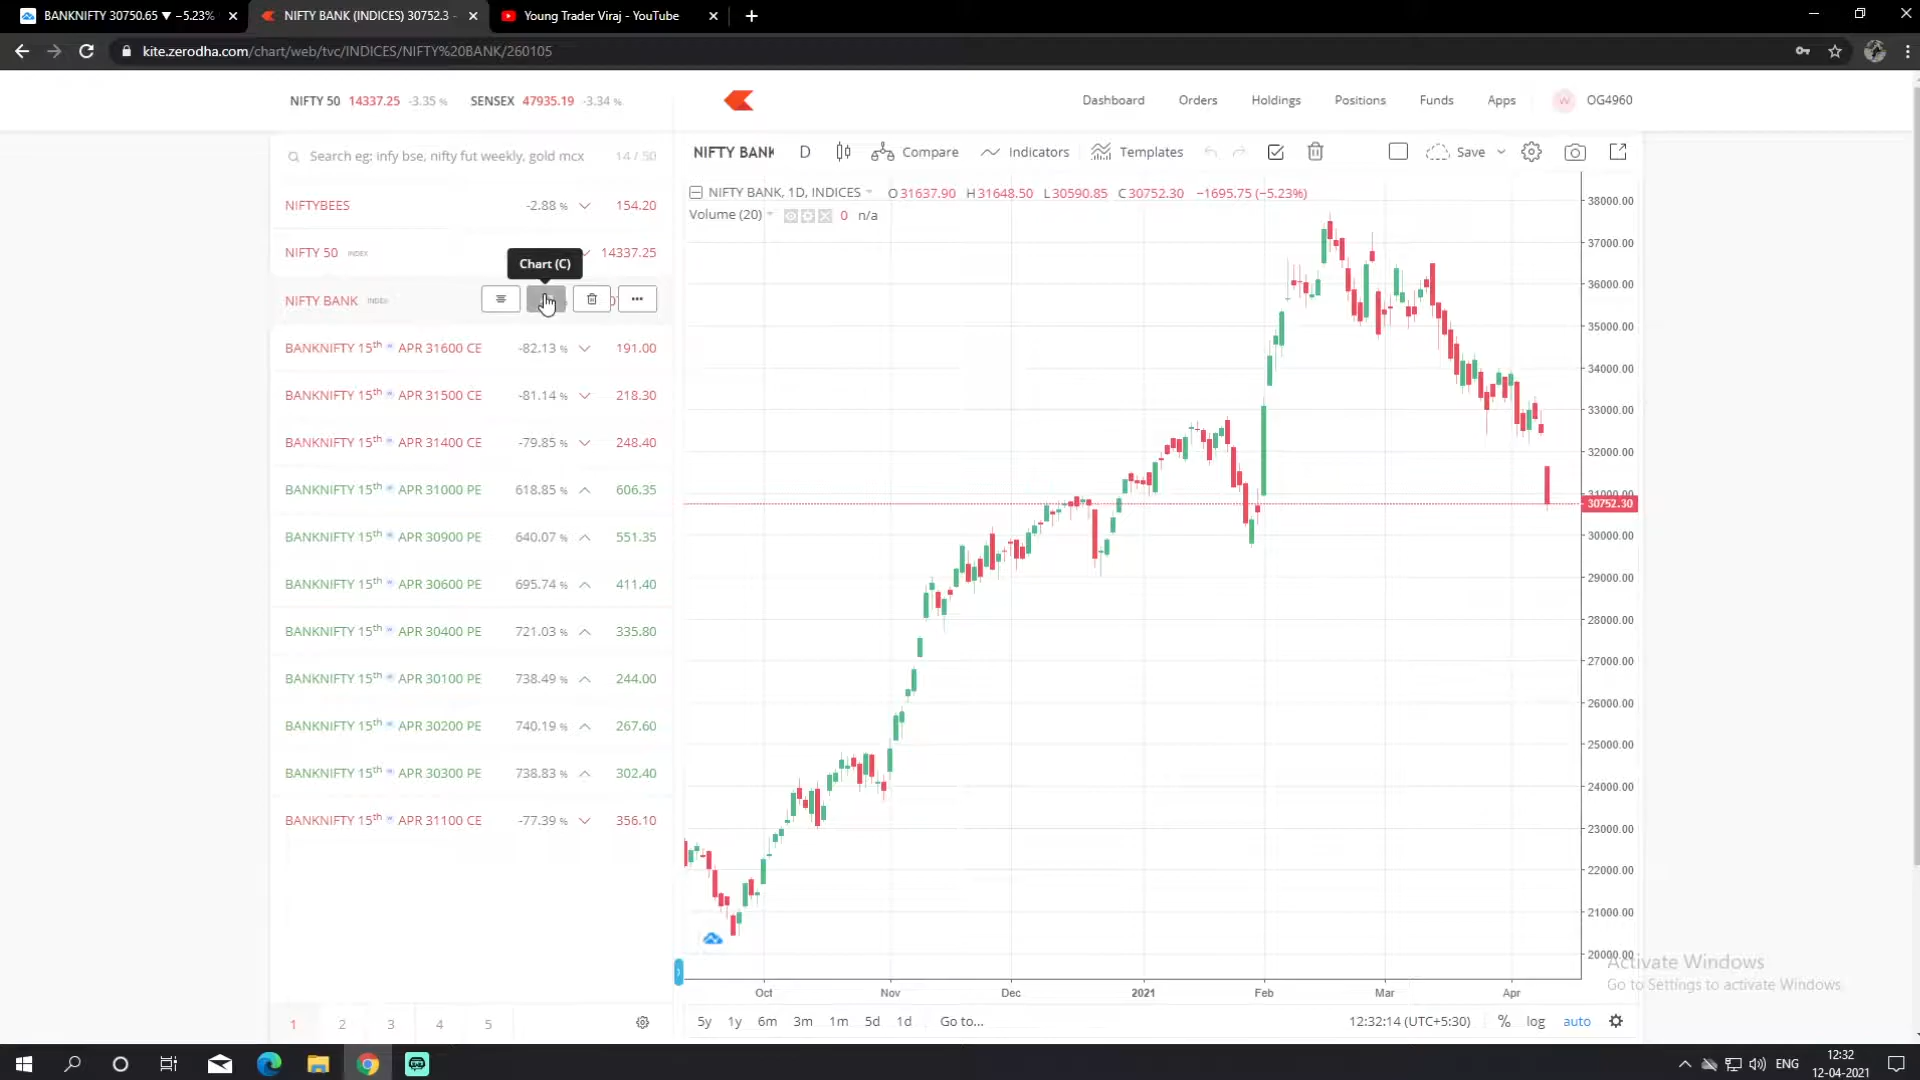 BANKNIFTY 30750.65 ▼ −5.23%
NIFTY BANK (INDICES) 30752.3 -
Young Trader Viraj - YouTube
kite.zerodha.com/chart/web/tvc/INDICES/NIFTY%20BANK/260105
NIFTY 50 14337.25 -3.35 %
SENSEX 47935.19 -3.34 %
Dashboard
Orders
Holdings
Positions
Funds
Apps
OG4960
Search eg: infy bse, nifty fut weekly, gold mcx
14 / 50
NIFTYBEES -2.88 % 154.20
NIFTY 50 INDEX 14337.25
Chart (C)
NIFTY BANK INDEX
BANKNIFTY 15th w APR 31600 CE -82.13 % 191.00
BANKNIFTY 15th w APR 31500 CE -81.14 % 218.30
BANKNIFTY 15th w APR 31400 CE -79.85 % 248.40
BANKNIFTY 15th w APR 31000 PE 618.85 % 606.35
BANKNIFTY 15th w APR 30900 PE 640.07 % 551.35
BANKNIFTY 15th w APR 30600 PE 695.74 % 411.40
BANKNIFTY 15th w APR 30400 PE 721.03 % 335.80
BANKNIFTY 15th w APR 30100 PE 738.49 % 244.00
BANKNIFTY 15th w APR 30200 PE 740.19 % 267.60
BANKNIFTY 15th w APR 30300 PE 738.83 % 302.40
BANKNIFTY 15th w APR 31100 CE -77.39 % 356.10
1 2 3 4 5
NIFTY BANK D Compare Indicators Templates Save
NIFTY BANK, 1D, INDICES O31637.90 H31648.50 L30590.85 C30752.30 −1695.75 (−5.23%)
Volume (20) 0 n/a
38000.00
37000.00
36000.00
35000.00
34000.00
33000.00
32000.00
31000.00
30752.30
30000.00
29000.00
28000.00
27000.00
26000.00
25000.00
24000.00
23000.00
22000.00
21000.00
20000.00
Oct Nov Dec 2021 Feb Mar Apr
5y 1y 6m 3m 1m 5d 1d Go to...
12:32:14 (UTC+5:30) % log auto
Activate Windows
Go to Settings to activate Windows.
ENG
12:32
12-04-2021